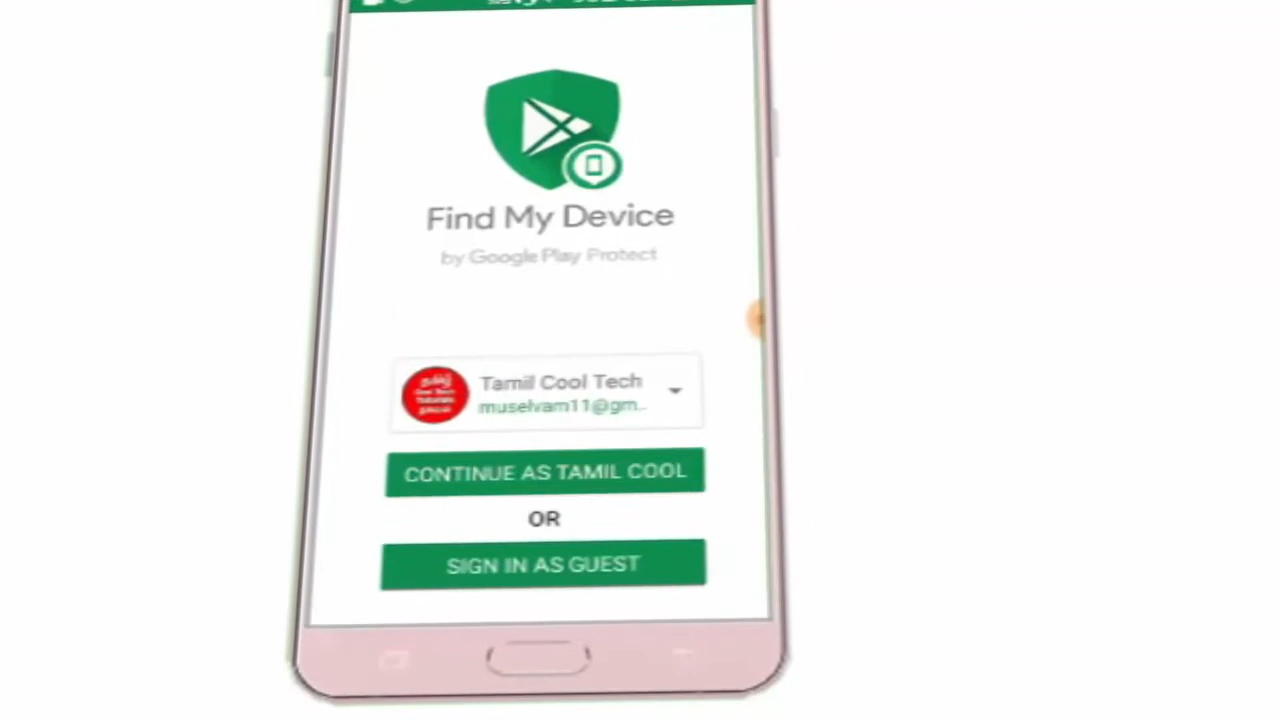 Find My Device
by Google Play Protect
Tamil Cool Tech
muselvam11@gm..
CONTINUE AS TAMIL COOL
OR
SIGN IN AS GUEST